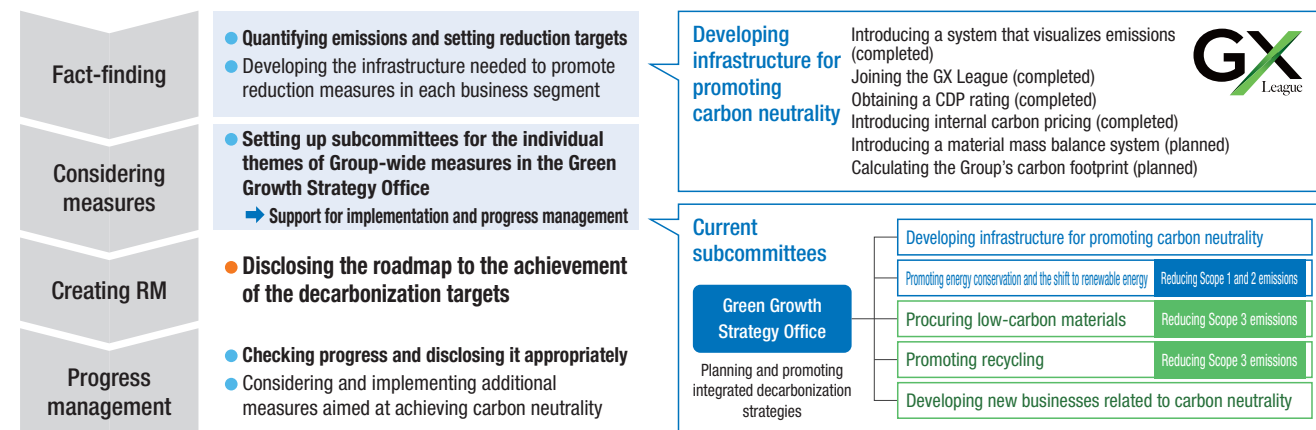 Fact-finding
Quantifying emissions and setting reduction targets
Developing the infrastructure needed to promote
reduction measures in each business segment
Considering
measures
Setting up subcommittees for the individual
themes of Group-wide measures in the Green
Growth Strategy Office
Support for implementation and progress management
Creating RM
Disclosing the roadmap to the achievement
of the decarbonization targets
Progress
management
Checking progress and disclosing it appropriately
Considering and implementing additional
measures aimed at achieving carbon neutrality
Developing
infrastructure for
promoting
carbon neutrality
Introducing a system that visualizes emissions
(completed)
Joining the GX League (completed)
Obtaining a CDP rating (completed)
Introducing internal carbon pricing (completed)
Introducing a material mass balance system (planned)
Calculating the Group’s carbon footprint (planned)
GX
League
Current
subcommittees
Green Growth
Strategy Office
Planning and promoting
integrated decarbonization
strategies
Developing infrastructure for promoting carbon neutrality
Promoting energy conservation and the shift to renewable energy Reducing Scope 1 and 2 emissions
Procuring low-carbon materials Reducing Scope 3 emissions
Promoting recycling Reducing Scope 3 emissions
Developing new businesses related to carbon neutrality